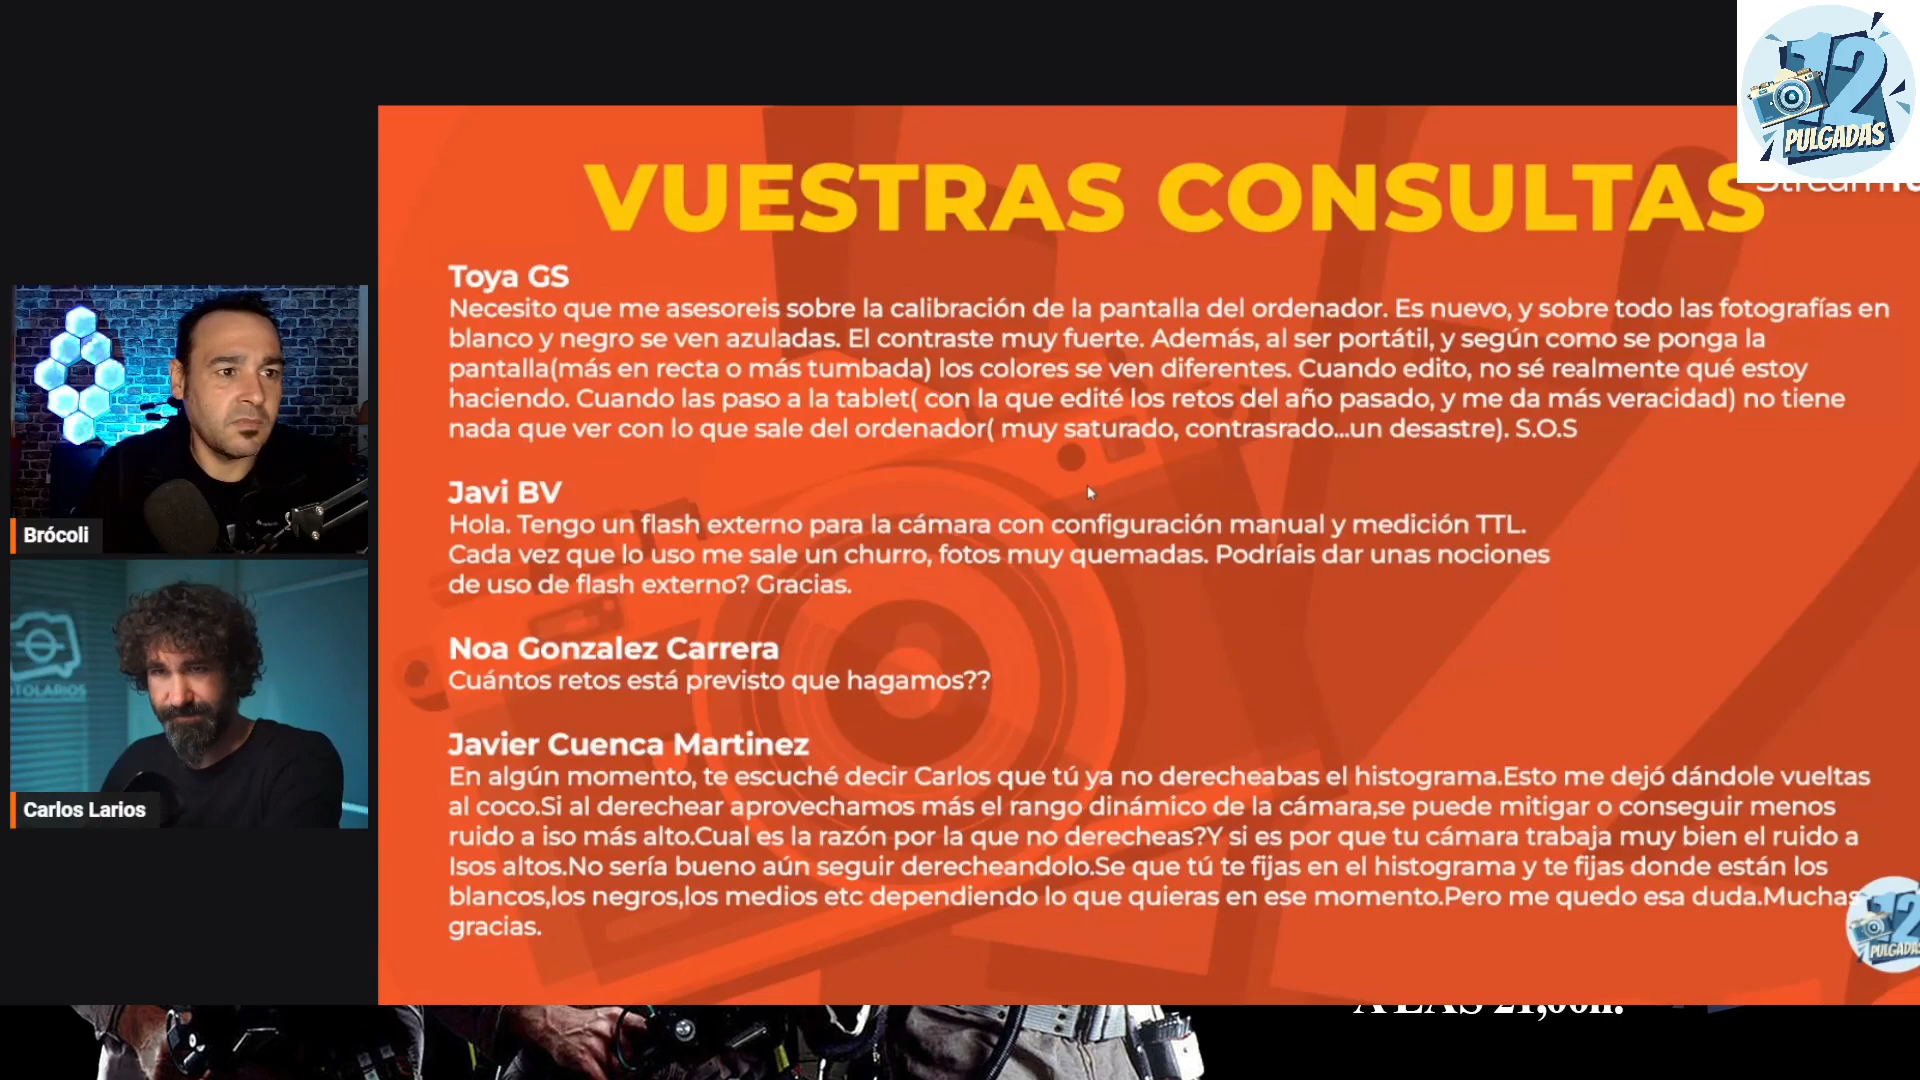 12
PULGADAS
VUESTRAS CONSULTAS
Toya GS
Necesito que me asesoreis sobre la calibración de la pantalla del ordenador. Es nuevo, y sobre todo las fotografías en
blanco y negro se ven azuladas. El contraste muy fuerte. Además, al ser portátil, y según como se ponga la
pantalla(más en recta o más tumbada) los colores se ven diferentes. Cuando edito, no sé realmente qué estoy
haciendo. Cuando las paso a la tablet( con la que edité los retos del año pasado, y me da más veracidad) no tiene
nada que ver con lo que sale del ordenador( muy saturado, contrasrado...un desastre). S.O.S
Javi BV
Hola. Tengo un flash externo para la cámara con configuración manual y medición TTL.
Cada vez que lo uso me sale un churro, fotos muy quemadas. Podríais dar unas nociones
de uso de flash externo? Gracias.
Noa Gonzalez Carrera
Cuántos retos está previsto que hagamos??
Javier Cuenca Martinez
En algún momento, te escuché decir Carlos que tú ya no derecheabas el histograma.Esto me dejó dándole vueltas
al coco.Si al derechear aprovechamos más el rango dinámico de la cámara,se puede mitigar o conseguir menos
ruido a iso más alto.Cual es la razón por la que no derecheas?Y si es por que tu cámara trabaja muy bien el ruido a
Isos altos.No sería bueno aún seguir derecheandolo.Se que tú te fijas en el histograma y te fijas donde están los
blancos,los negros,los medios etc dependiendo lo que quieras en ese momento.Pero me quedo esa duda.Muchas
gracias.
Brócoli
OTOLARIOS
Carlos Larios
12
PULGADAS
A LAS 21,00h.